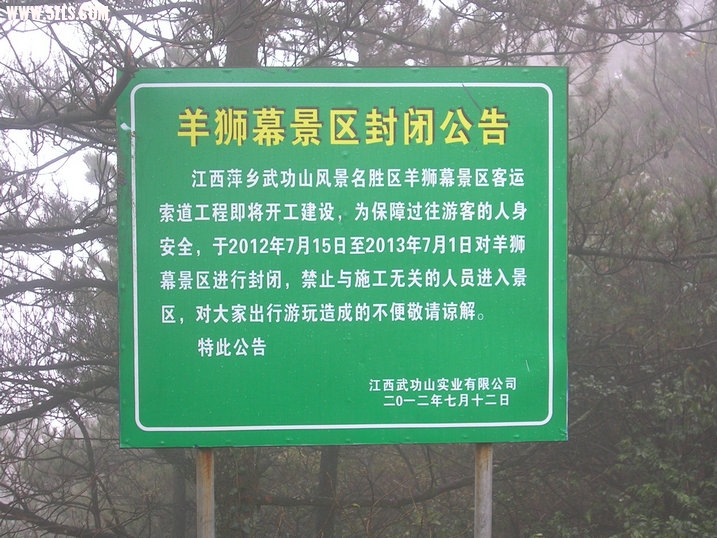 WWW.5ZLS.COM
羊狮幕景区封闭公告
江西萍乡武功山风景名胜区羊狮幕景区客运
索道工程即将开工建设，为保障过往游客的人身
安全，于2012年7月15日至2013年7月1日对羊狮
幕景区进行封闭，禁止与施工无关的人员进入景
区，对大家出行游玩造成的不便敬请谅解。
特此公告
江西武功山实业有限公司
二0一二年七月十二日